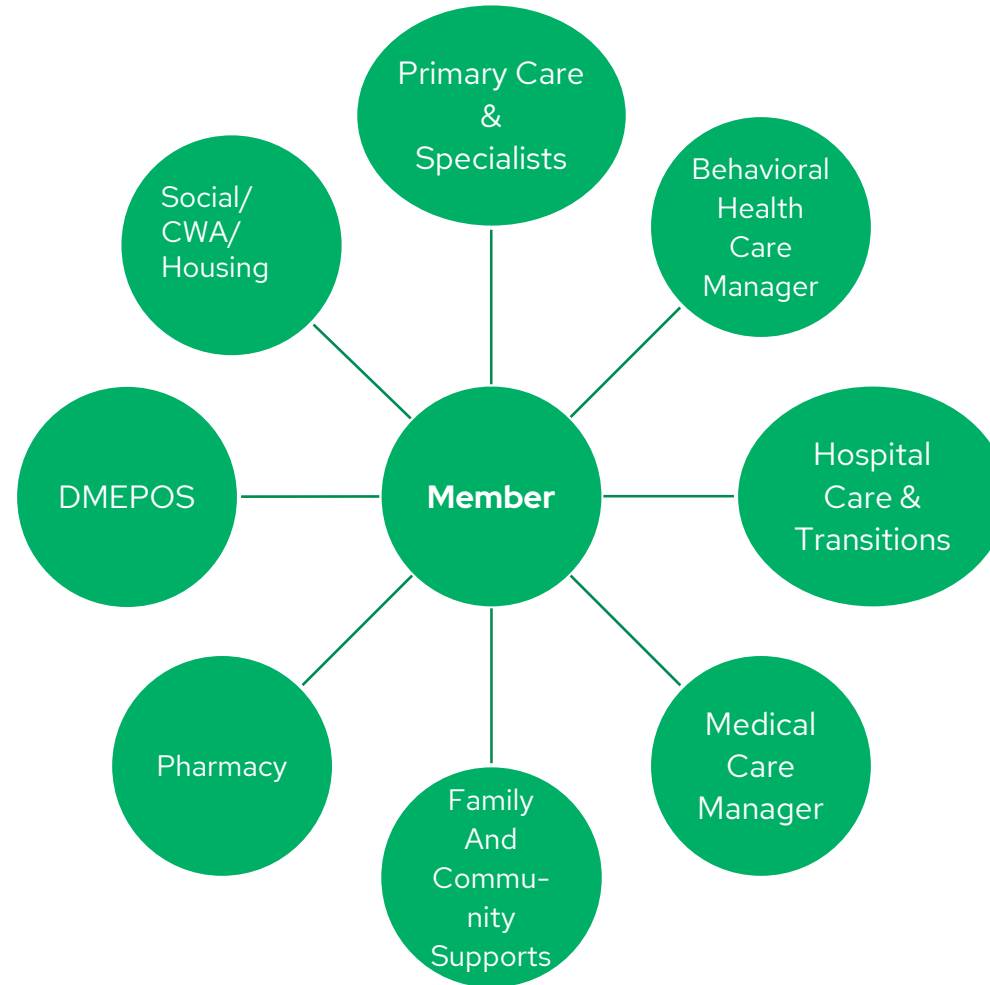 Primary Care
&
Specialists
Behavioral
Health
Care
Manager
Social/
CWA/
Housing
Hospital
Care &
Transitions
DMEPOS
Member
Medical
Care
Manager
Pharmacy
Family
And
Commu-
nity
Supports